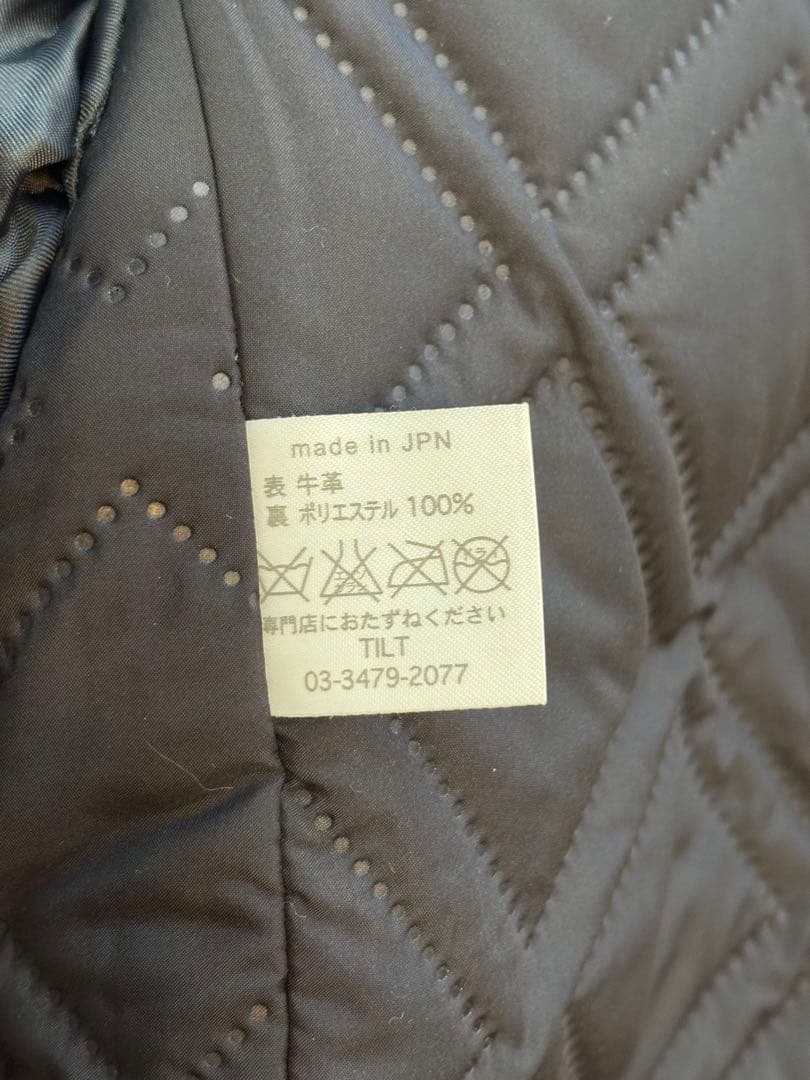 made in JPN
表 牛革
裏 ポリエステル 100%
専門店におたずねください
TILT
03-3479-2077